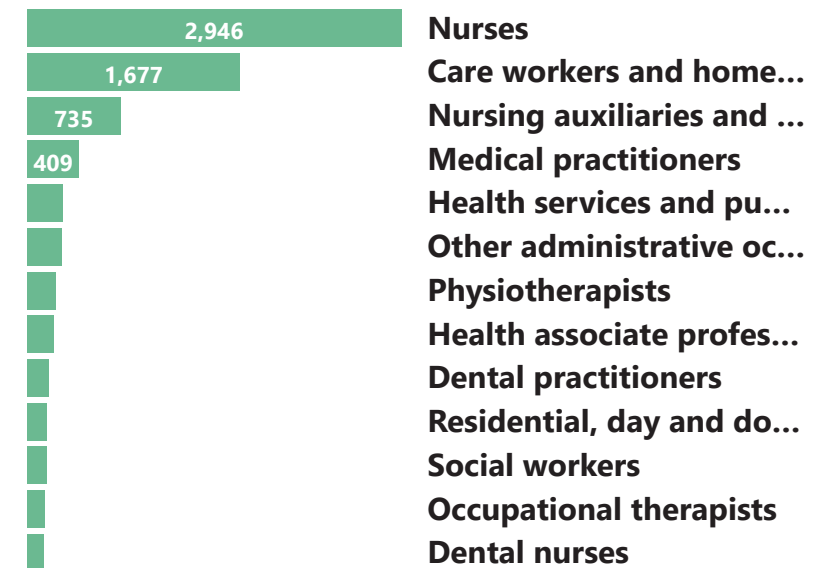 2,946 Nurses
1,677 Care workers and home...
735 Nursing auxiliaries and ...
409 Medical practitioners
Health services and pu...
Other administrative oc...
Physiotherapists
Health associate profes...
Dental practitioners
Residential, day and do...
Social workers
Occupational therapists
Dental nurses